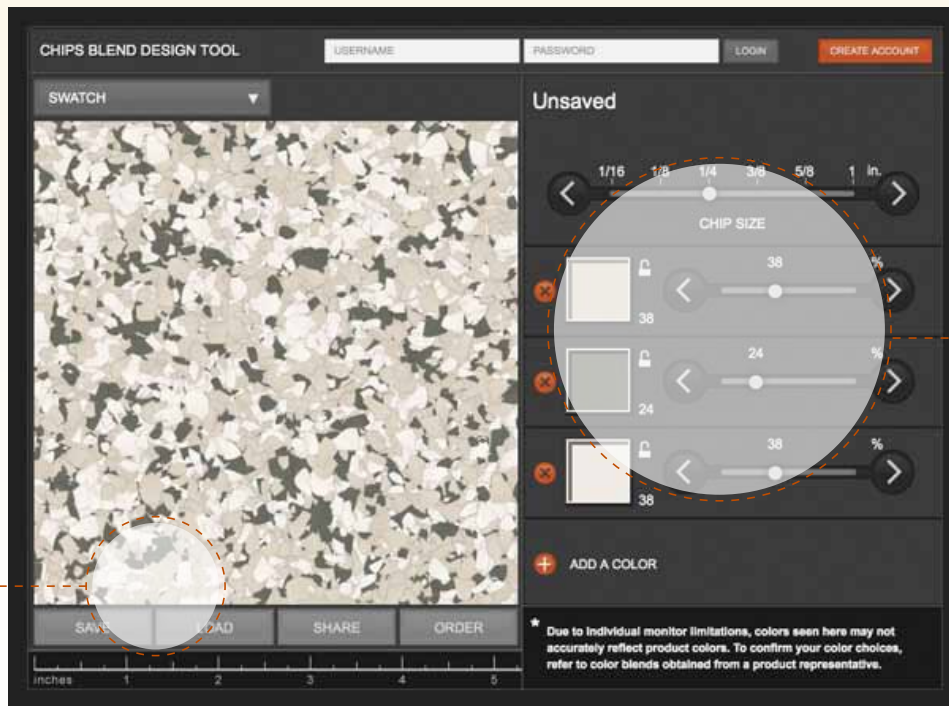 CHIPS BLEND DESIGN TOOL
USERNAME
PASSWORD
LOGIN
CREATE ACCOUNT
SWATCH
Unsaved
1/16 1/8 1/4 3/8 5/8 1 in.
CHIP SIZE
38 %
38
24 %
24
38 %
38
ADD A COLOR
SAVE
LOAD
SHARE
ORDER
* Due to individual monitor limitations, colors seen here may not
accurately reflect product colors. To confirm your color choices,
refer to color blends obtained from a product representative.
inches 1 2 3 4 5